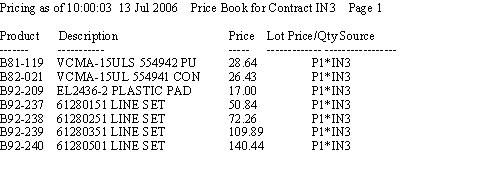 Pricing as of 10:00:03 13 Jul 2006 Price Book for Contract IN3 Page 1
Product Description Price Lot Price/Qty Source
------- ----------- ----- ------------- -----------------
B81-119 VCMA-15ULS 554942 PU 28.64 P1*IN3
B82-021 VCMA-15UL 554941 CON 26.43 P1*IN3
B92-209 EL2436-2 PLASTIC PAD 17.00 P1*IN3
B92-237 61280151 LINE SET 50.84 P1*IN3
B92-238 61280251 LINE SET 72.26 P1*IN3
B92-239 61280351 LINE SET 109.89 P1*IN3
B92-240 61280501 LINE SET 140.44 P1*IN3